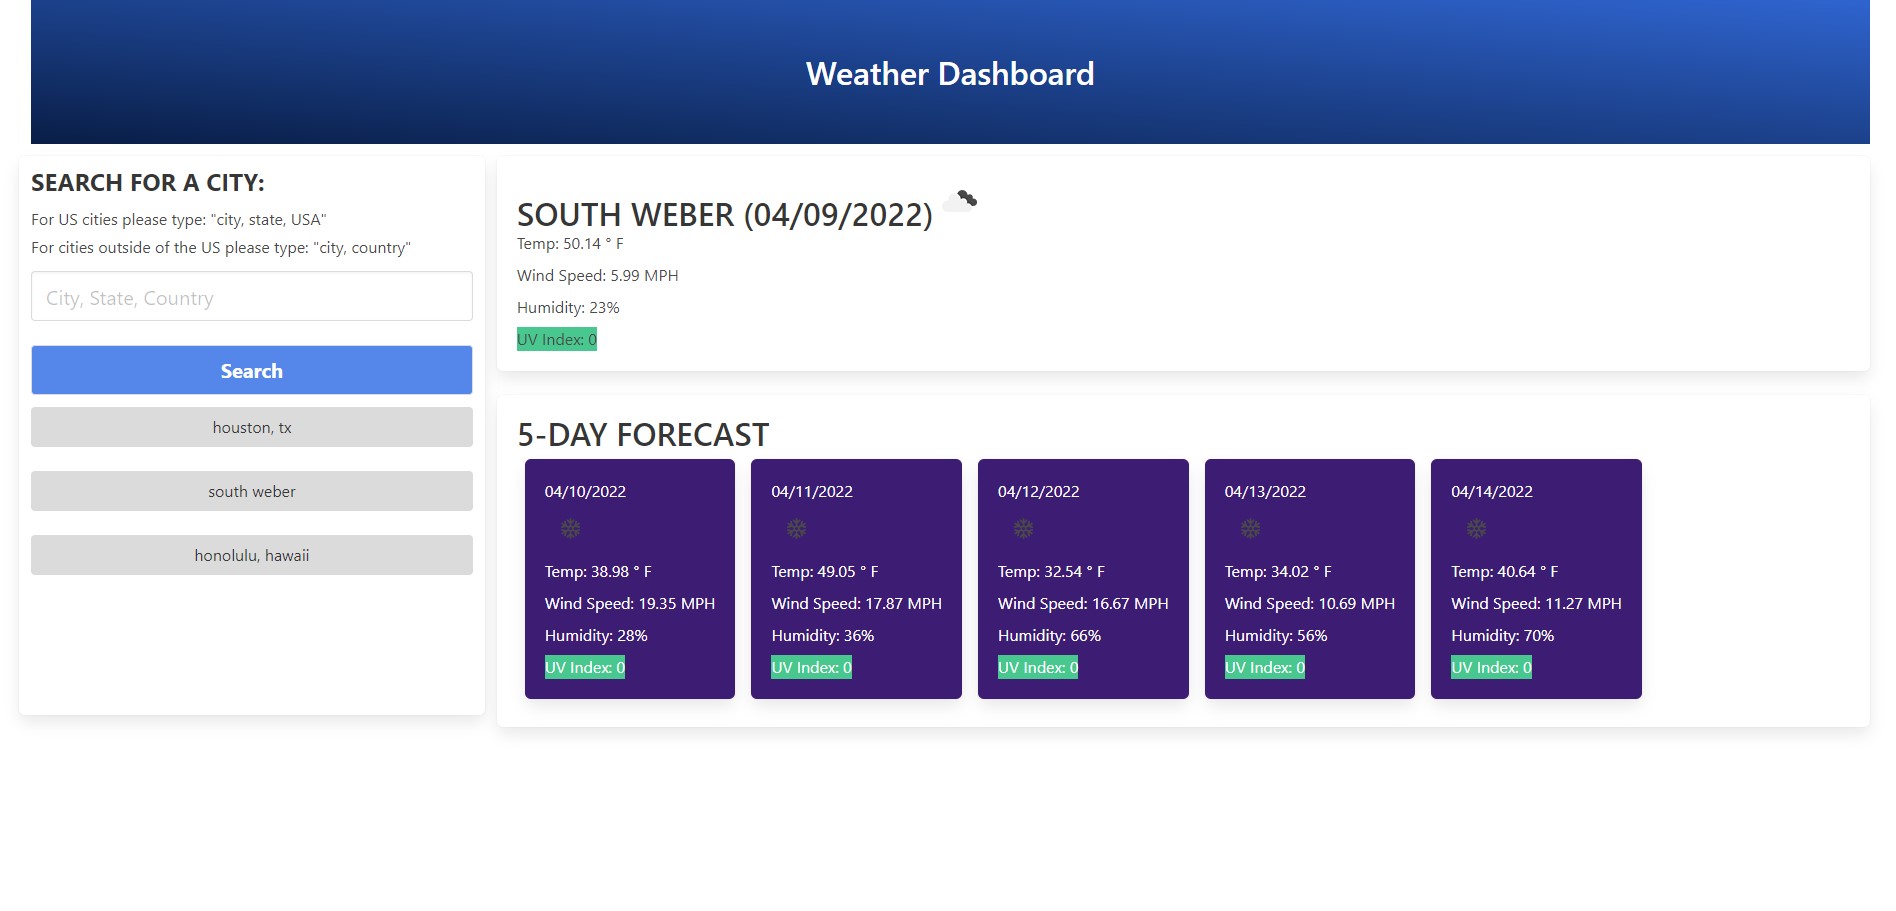 Weather Dashboard
SEARCH FOR A CITY:
For US cities please type: "city, state, USA"
For cities outside of the US please type: "city, country"
City, State, Country
Search
houston, tx
south weber
honolulu, hawaii
SOUTH WEBER (04/09/2022)
Temp: 50.14 ° F
Wind Speed: 5.99 MPH
Humidity: 23%
UV Index: 0
5-DAY FORECAST
04/10/2022
Temp: 38.98 ° F
Wind Speed: 19.35 MPH
Humidity: 28%
UV Index: 0
04/11/2022
Temp: 49.05 ° F
Wind Speed: 17.87 MPH
Humidity: 36%
UV Index: 0
04/12/2022
Temp: 32.54 ° F
Wind Speed: 16.67 MPH
Humidity: 66%
UV Index: 0
04/13/2022
Temp: 34.02 ° F
Wind Speed: 10.69 MPH
Humidity: 56%
UV Index: 0
04/14/2022
Temp: 40.64 ° F
Wind Speed: 11.27 MPH
Humidity: 70%
UV Index: 0